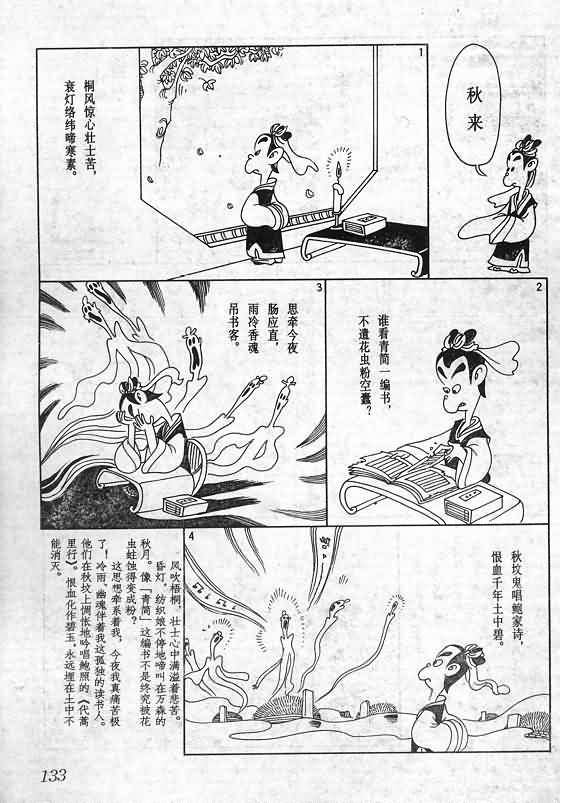 秋来
1
桐风惊心壮士苦，
衰灯络纬啼寒素。
2
谁看青简一编书，
不遣花虫粉空蠹？
3
思牵今夜
肠应直，
雨冷香魂
吊书客。
4
秋坟鬼唱鲍家诗，
恨血千年土中碧。
风吹梧桐，壮士心中满溢着悲苦。
昏灯，纺织娘不停地啼叫在万森的
秋月。像「青简」这编书不是终究被花
虫蛀蚀得变成粉？
这思想牵系着我，今夜我真痛苦极
了！冷雨、幽魂伴着我这孤独的读书人。
他们在秋坟上惆怅地吟唱鲍照的《代蒿
里行》。恨血化作碧玉，永远埋在土中不
能消灭。
133